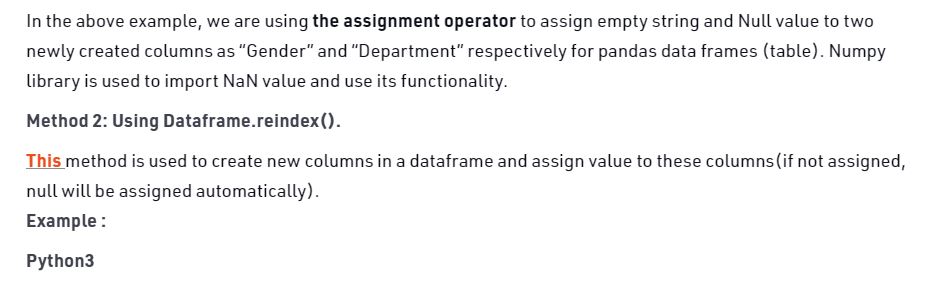 In the above example, we are using the assignment operator to assign empty string and Null value to two
newly created columns as “Gender” and “Department” respectively for pandas data frames (table). Numpy
library is used to import NaN value and use its functionality.
Method 2: Using Dataframe.reindex().
This method is used to create new columns in a dataframe and assign value to these columns(if not assigned,
null will be assigned automatically).
Example :
Python3